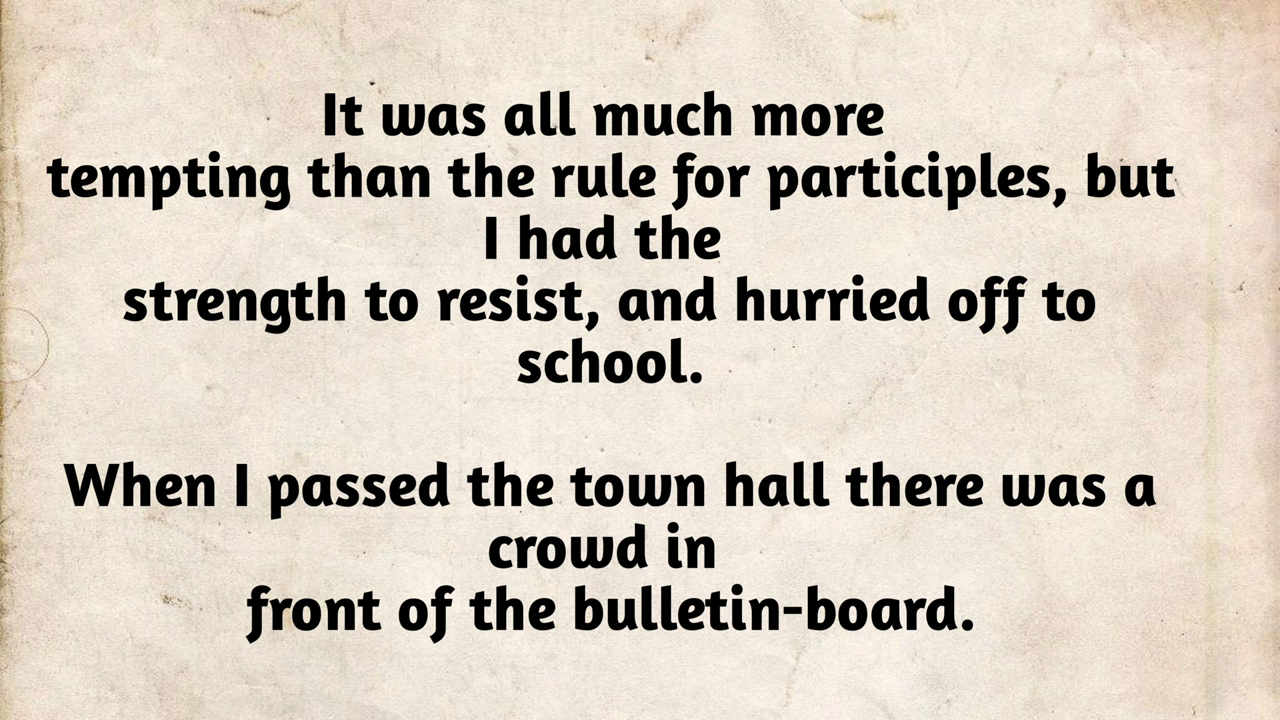 It was all much more
tempting than the rule for participles, but
I had the
strength to resist, and hurried off to
school.
When I passed the town hall there was a
crowd in
front of the bulletin-board.